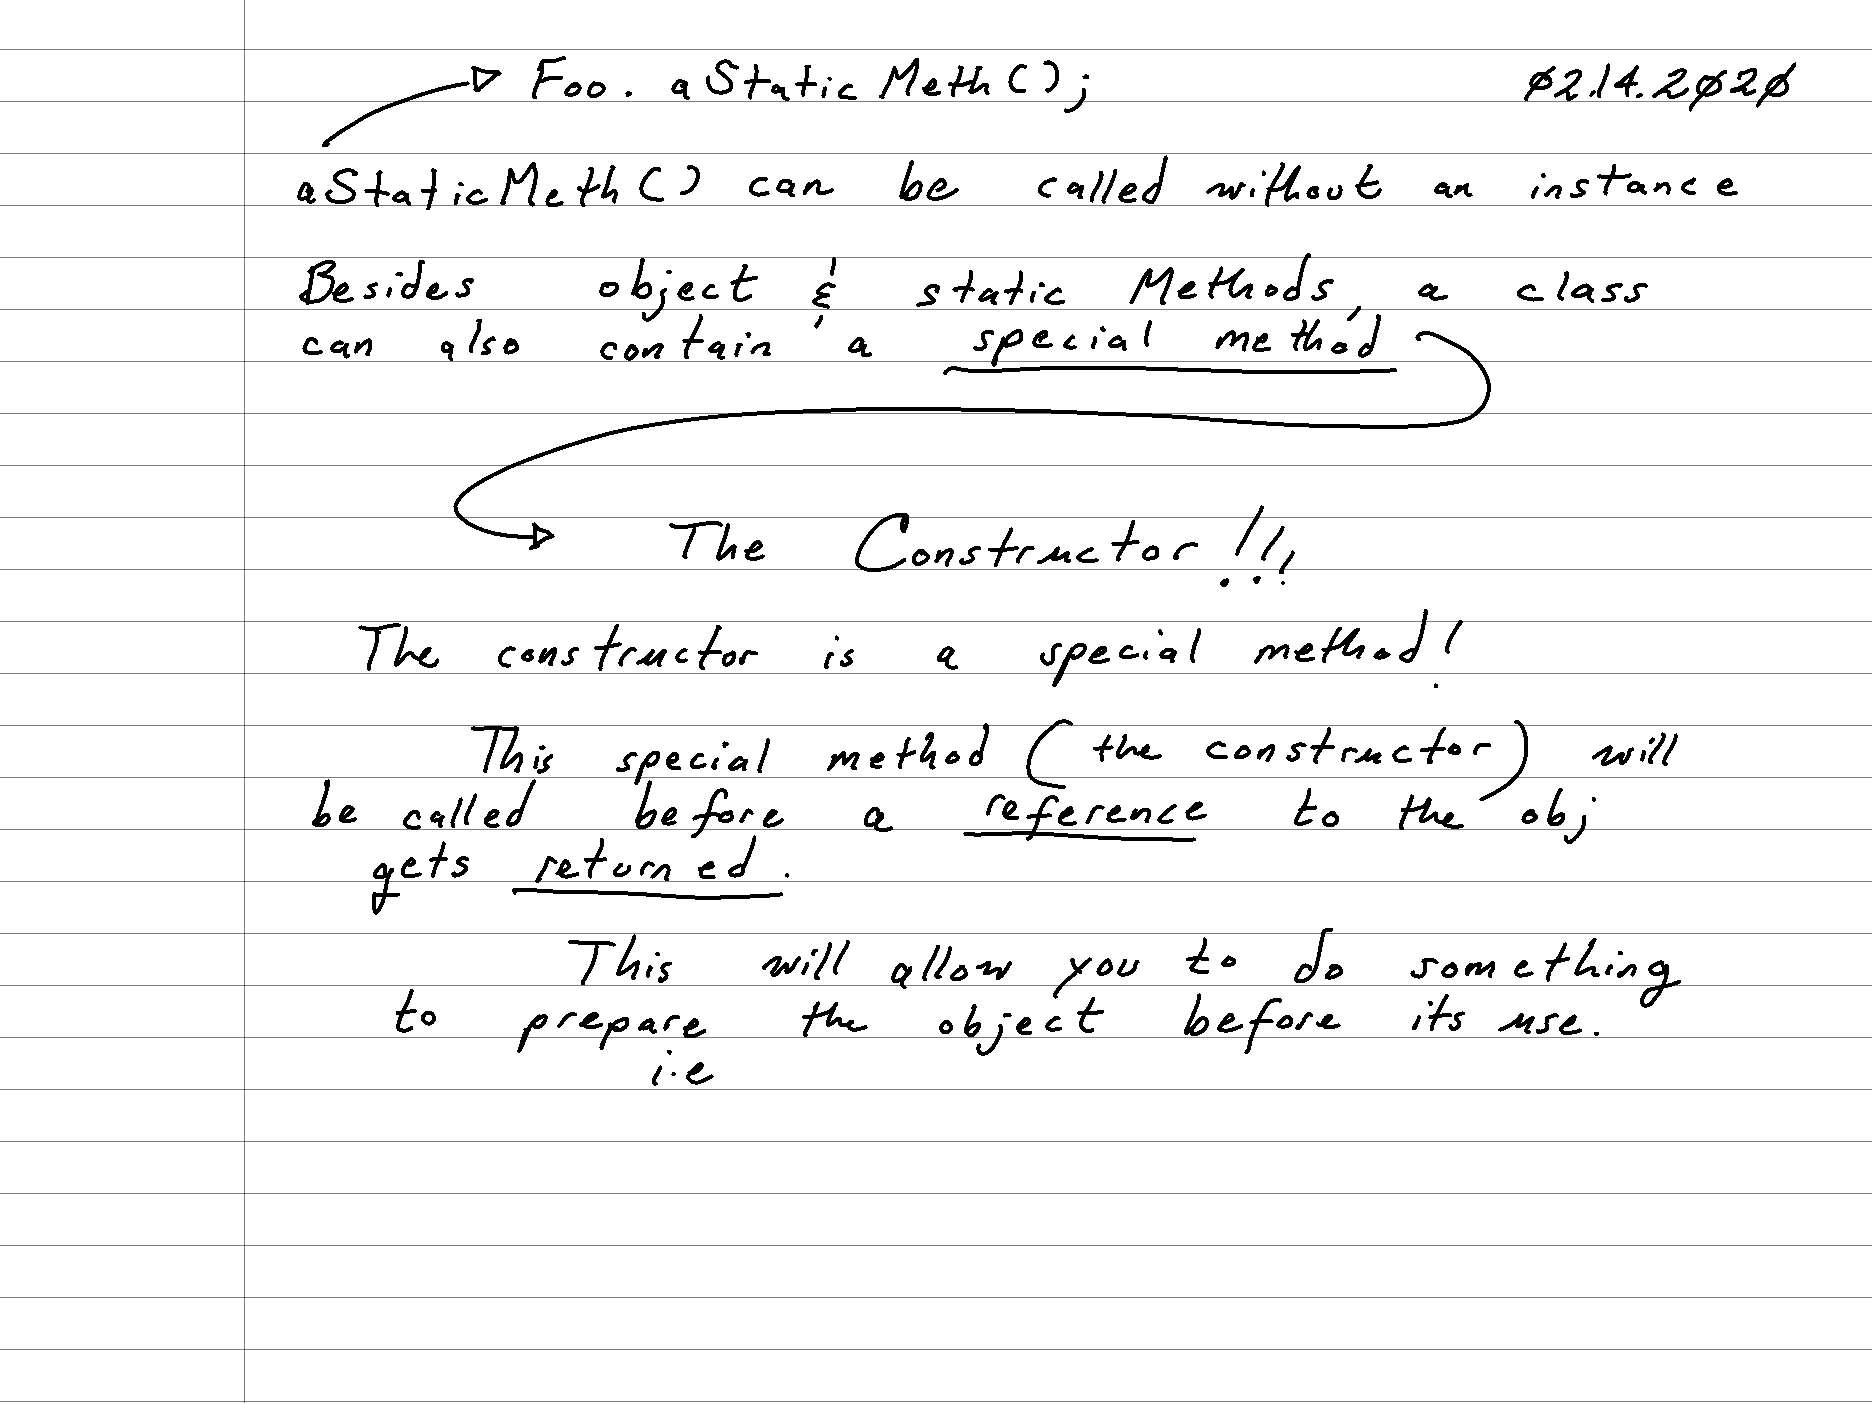 Foo. aStaticMeth(); 02.14.2020
aStaticMeth() can be called without an instance
Besides object & static Methods, a class
can also contain a special method
The Constructor!!!
The constructor is a special method!
This special method (the constructor) will
be called before a reference to the obj
gets returned.
This will allow you to do something
to prepare the object before its use.
i.e